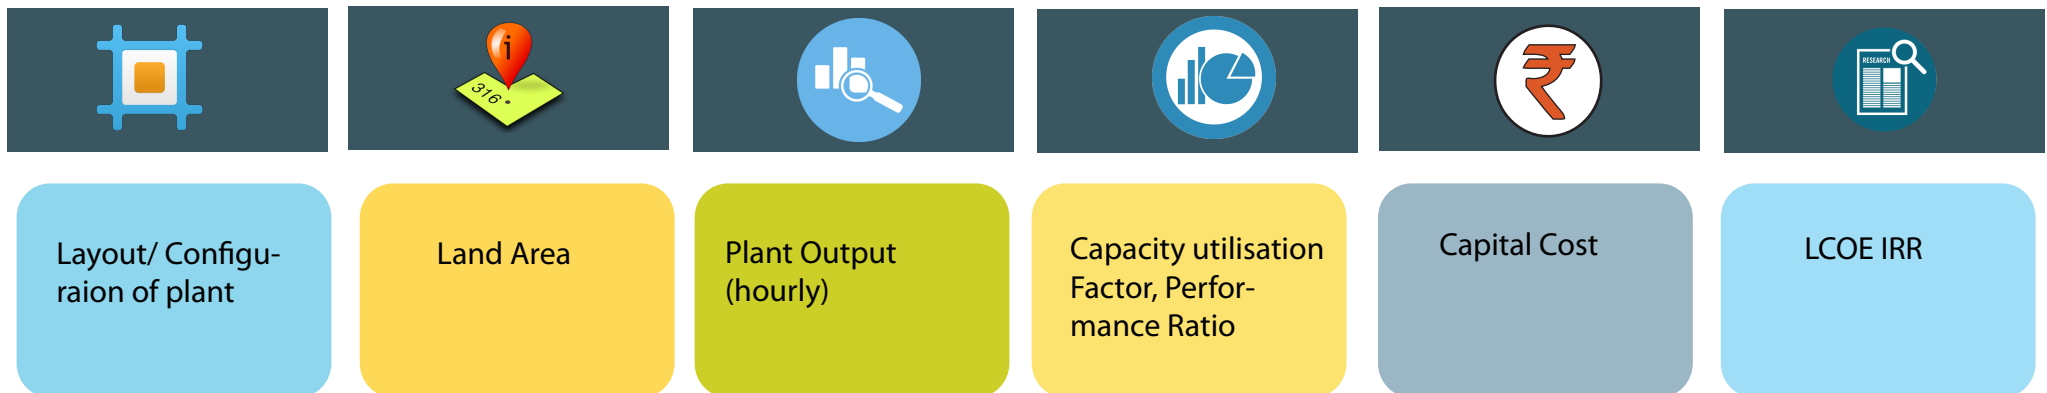 i
316
RESEARCH
Layout/ Configu-
raion of plant
Land Area
Plant Output
(hourly)
Capacity utilisation
Factor, Perfor-
mance Ratio
Capital Cost
LCOE IRR